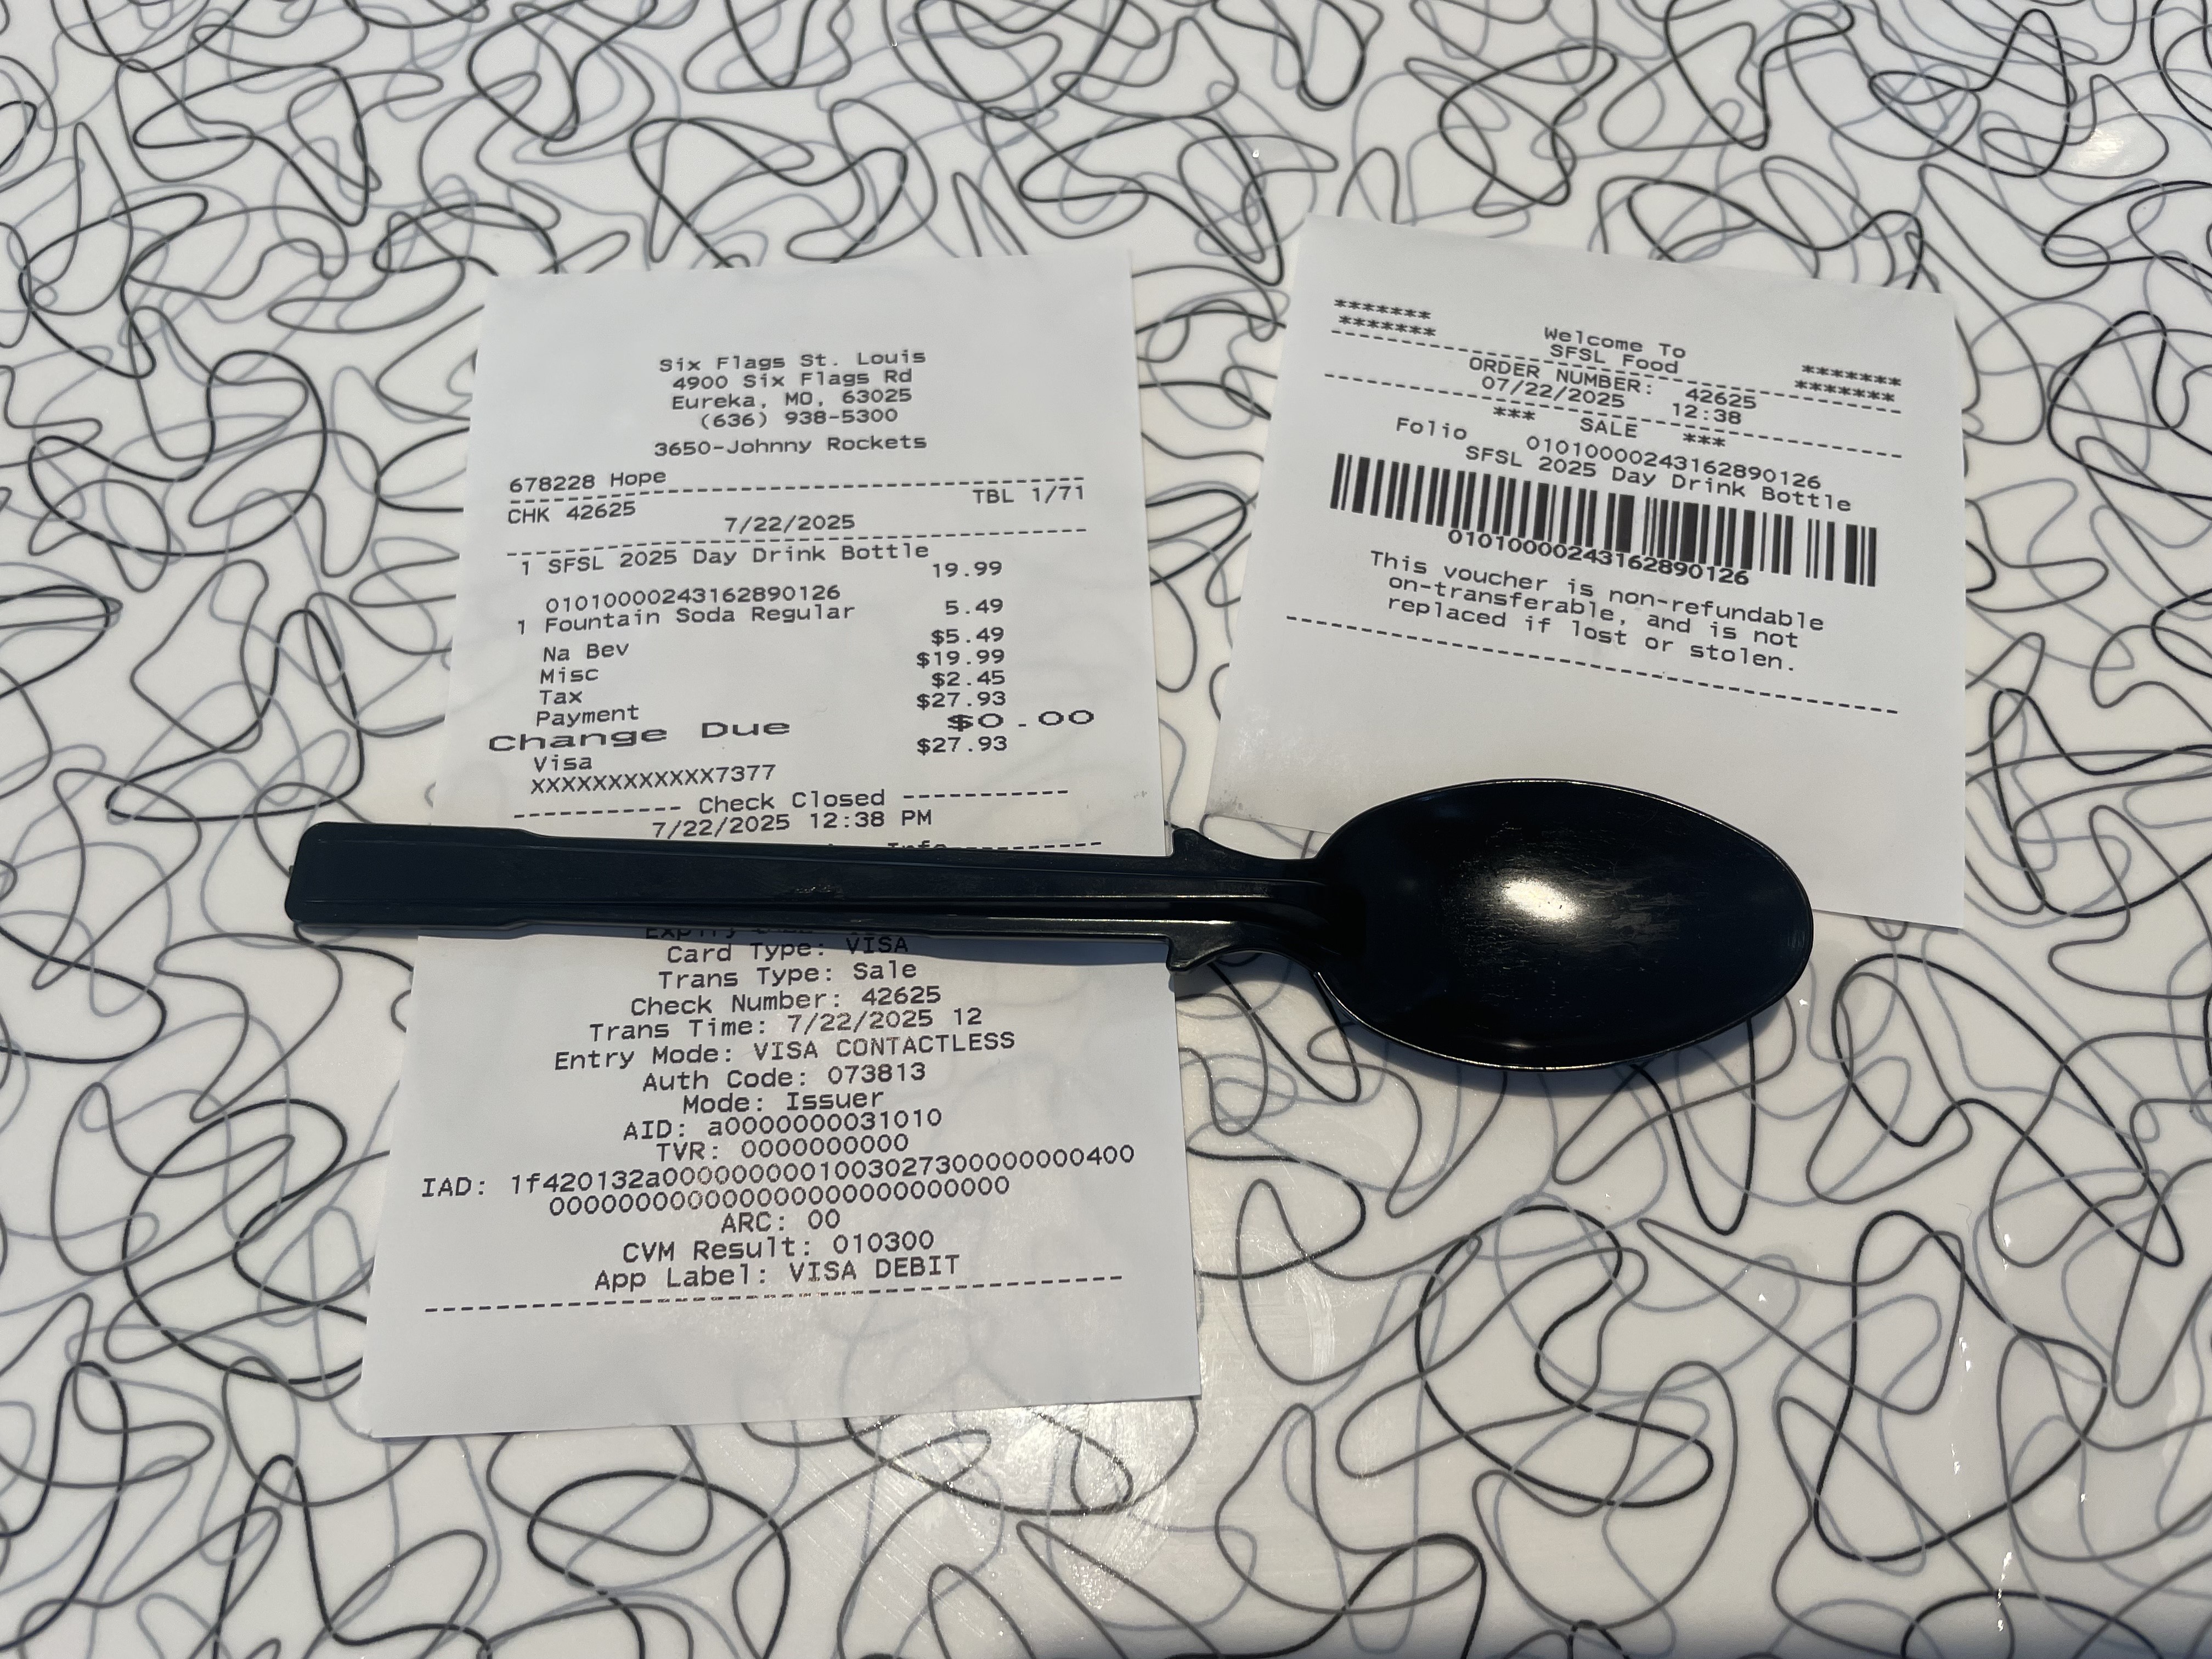 Six Flags St. Louis
4900 Six Flags Rd
Eureka, MO, 63025
(636) 938-5300
3650-Johnny Rockets
678228 Hope
CHK 42625 TBL 1/71
7/22/2025
1 SFSL 2025 Day Drink Bottle
19.99
01010000243162890126
1 Fountain Soda Regular 5.49
Na Bev $5.49
Misc $19.99
Tax $2.45
Payment $27.93
Change Due $0.00
Visa $27.93
XXXXXXXXXXXX7377
---------- Check Closed ----------
7/22/2025 12:38 PM
Info
Card Type: VISA
Trans Type: Sale
Check Number: 42625
Trans Time: 7/22/2025 12
Entry Mode: VISA CONTACTLESS
Auth Code: 073813
Mode: Issuer
AID: a0000000031010
TVR: 0000000000
ARC: 00
CVM Result: 010300
App Label: VISA DEBIT
******* *******
******* *******
Welcome To
SFSL Food
ORDER NUMBER: 42625
07/22/2025 12:38
*** SALE ***
Folio 01010000243162890126
SFSL 2025 Day Drink Bottle
01010000243162890126
This voucher is non-refundable
on-transferable, and is not
replaced if lost or stolen.